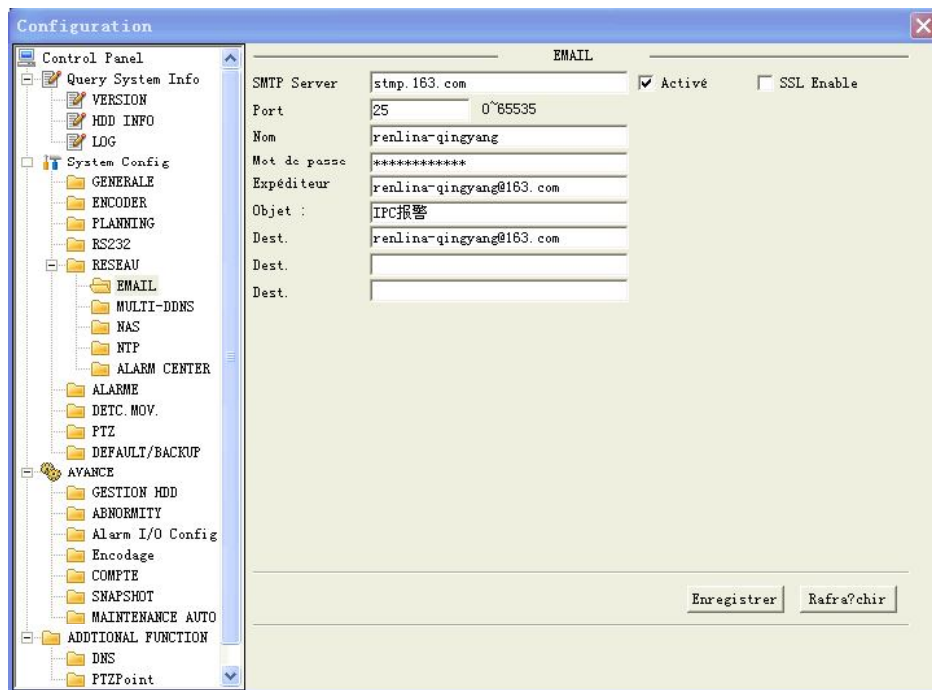 Configuration
Control Panel
Query System Info
VERSION
HDD INFO
LOG
System Config
GENERALE
ENCODER
PLANNING
RS232
RESEAU
EMAIL
MULTI-DDNS
NAS
NTP
ALARM CENTER
ALARME
DETC. MOV.
PTZ
DEFAULT/BACKUP
AVANCE
GESTION HDD
ABNORMITY
Alarm I/O Config
Encodage
COMPTE
SNAPSHOT
MAINTENANCE AUTO
ADDTIONAL FUNCTION
DNS
PTZPoint
EMAIL
SMTP Server stmp.163.com Activé SSL Enable
Port 25 0~65535
Nom renlina-qingyang
Mot de passe ************
Expéditeur renlina-qingyang@163.com
Objet : IPC报警
Dest. renlina-qingyang@163.com
Dest.
Dest.
Enregistrer Rafra?chir